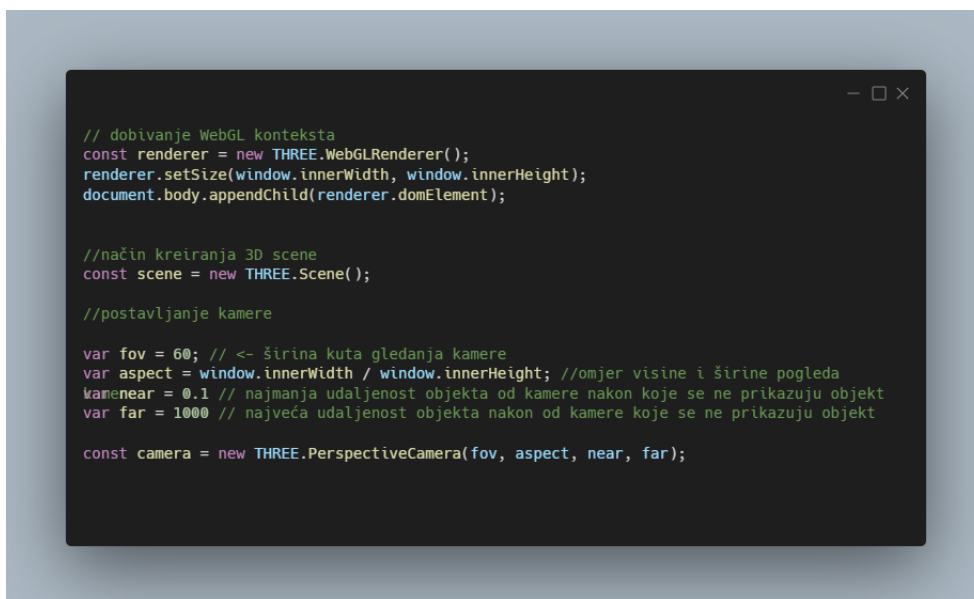 // dobivanje WebGL konteksta
const renderer = new THREE.WebGLRenderer();
renderer.setSize(window.innerWidth, window.innerHeight);
document.body.appendChild(renderer.domElement);
//način kreiranja 3D scene
const scene = new THREE.Scene();
//postavljanje kamere
var fov = 60; // <- širina kuta gledanja kamere
var aspect = window.innerWidth / window.innerHeight; //omjer visine i širine pogleda
var near = 0.1 // najmanja udaljenost objekta od kamere nakon koje se ne prikazuju objekt
var far = 1000 // najveća udaljenost objekta nakon od kamere koje se ne prikazuju objekt
const camera = new THREE.PerspectiveCamera(fov, aspect, near, far);